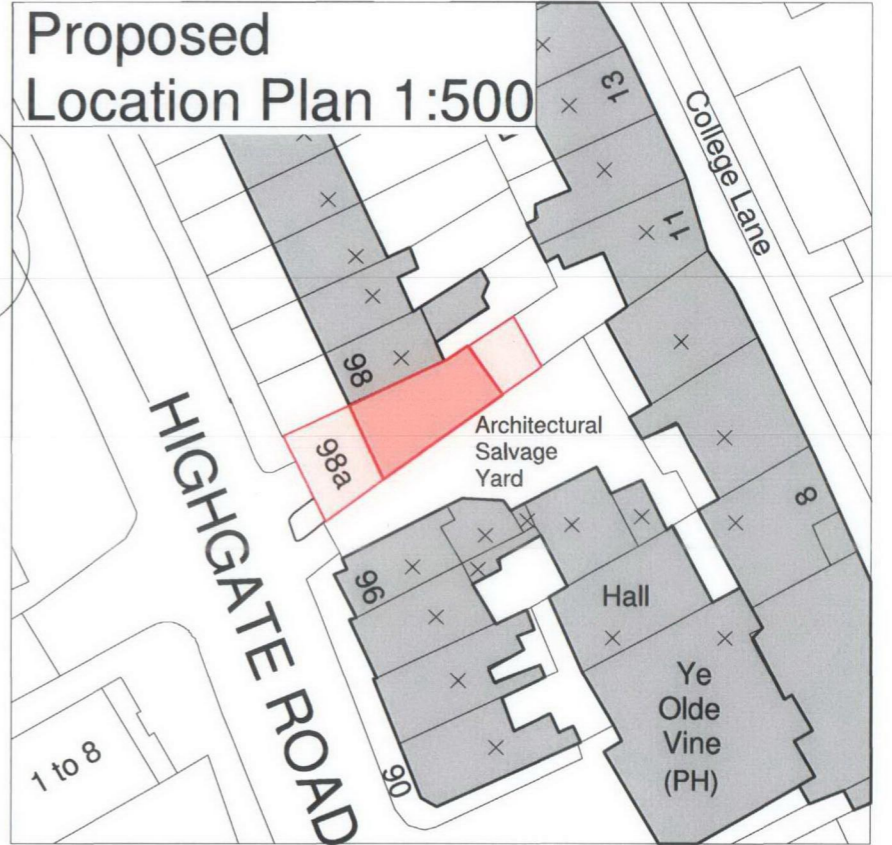 Proposed
Location Plan 1:500
13
College Lane
11
98
98a
Architectural
Salvage
Yard
HIGHGATE ROAD
96
8
Hall
Ye
Olde
Vine
(PH)
1 to 8
90